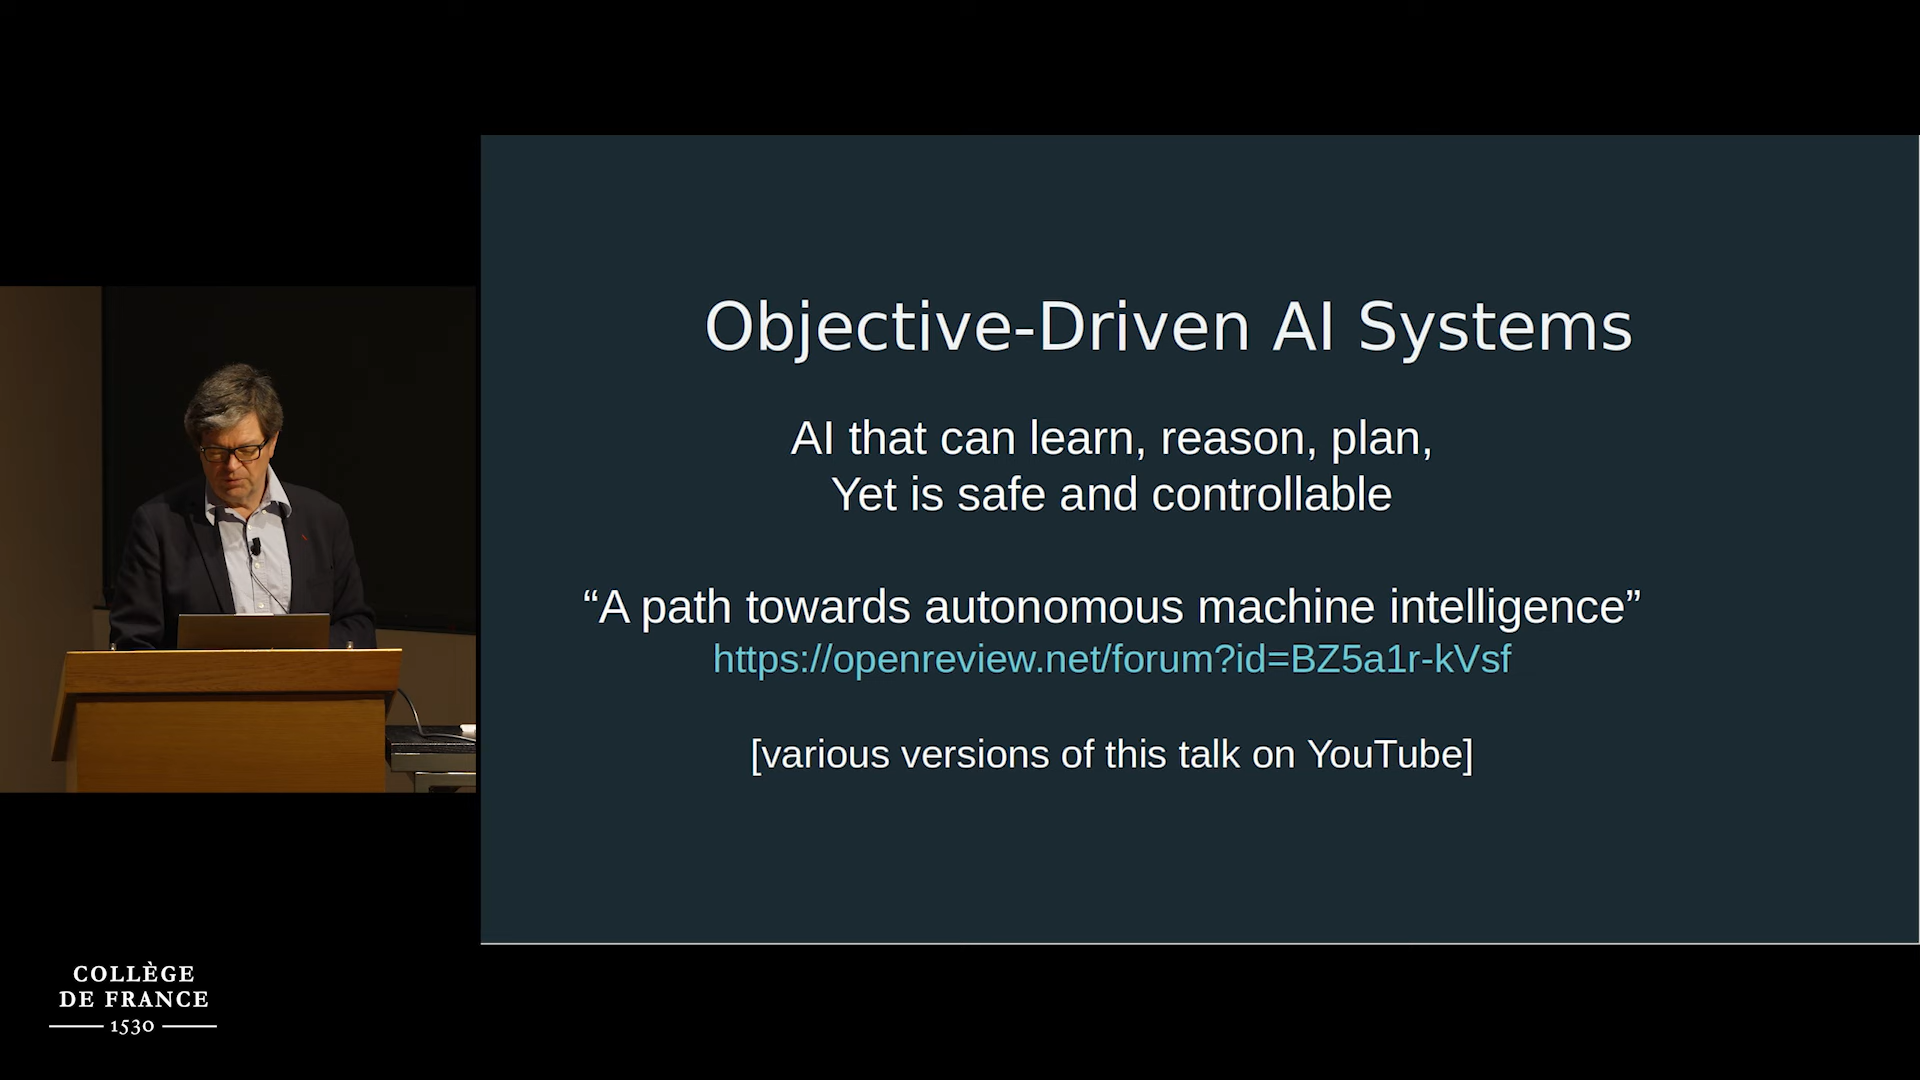 Objective-Driven AI Systems
AI that can learn, reason, plan,
Yet is safe and controllable
“A path towards autonomous machine intelligence”
https://openreview.net/forum?id=BZ5a1r-kVsf
[various versions of this talk on YouTube]
COLLÈGE
DE FRANCE
1530